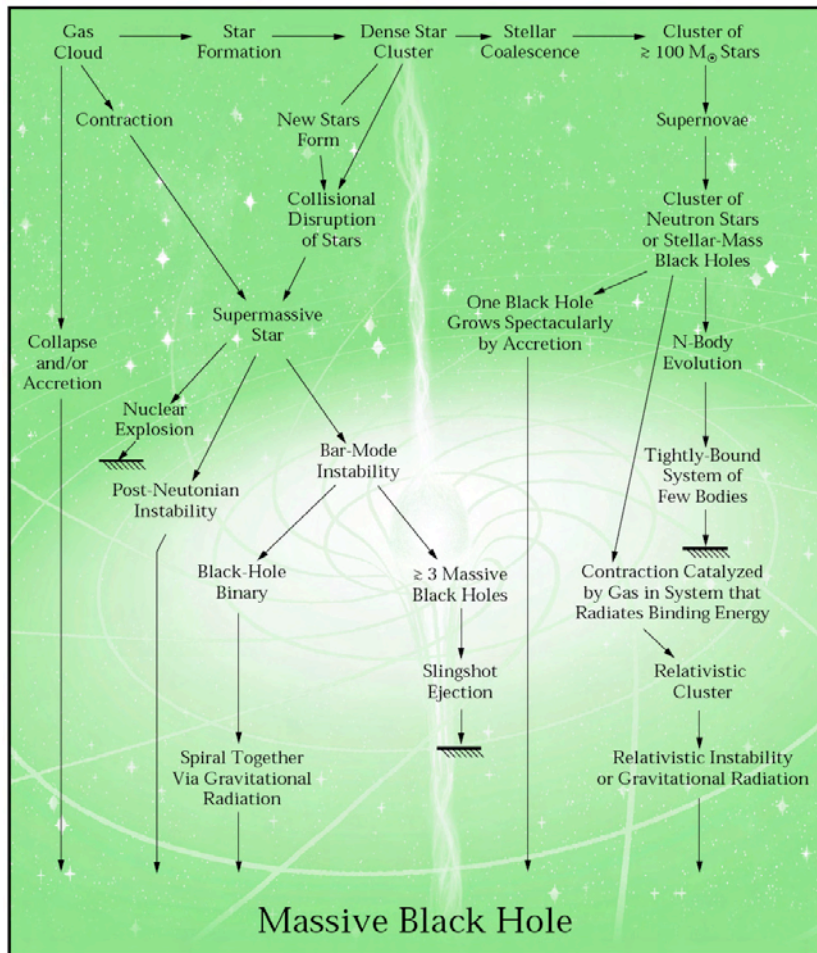 Gas
Cloud
Star
Formation
Dense Star
Cluster
Stellar
Coalescence
Cluster of
≳ 100 M⊙ Stars
Contraction
New Stars
Form
Supernovae
Collisional
Disruption
of Stars
Cluster of
Neutron Stars
or Stellar-Mass
Black Holes
Supermassive
Star
One Black Hole
Grows Spectacularly
by Accretion
Collapse
and/or
Accretion
N-Body
Evolution
Nuclear
Explosion
Bar-Mode
Instability
Tightly-Bound
System of
Few Bodies
Post-Neutonian
Instability
Black-Hole
Binary
≳ 3 Massive
Black Holes
Contraction Catalyzed
by Gas in System that
Radiates Binding Energy
Slingshot
Ejection
Relativistic
Cluster
Spiral Together
Via Gravitational
Radiation
Relativistic Instability
or Gravitational Radiation
Massive Black Hole